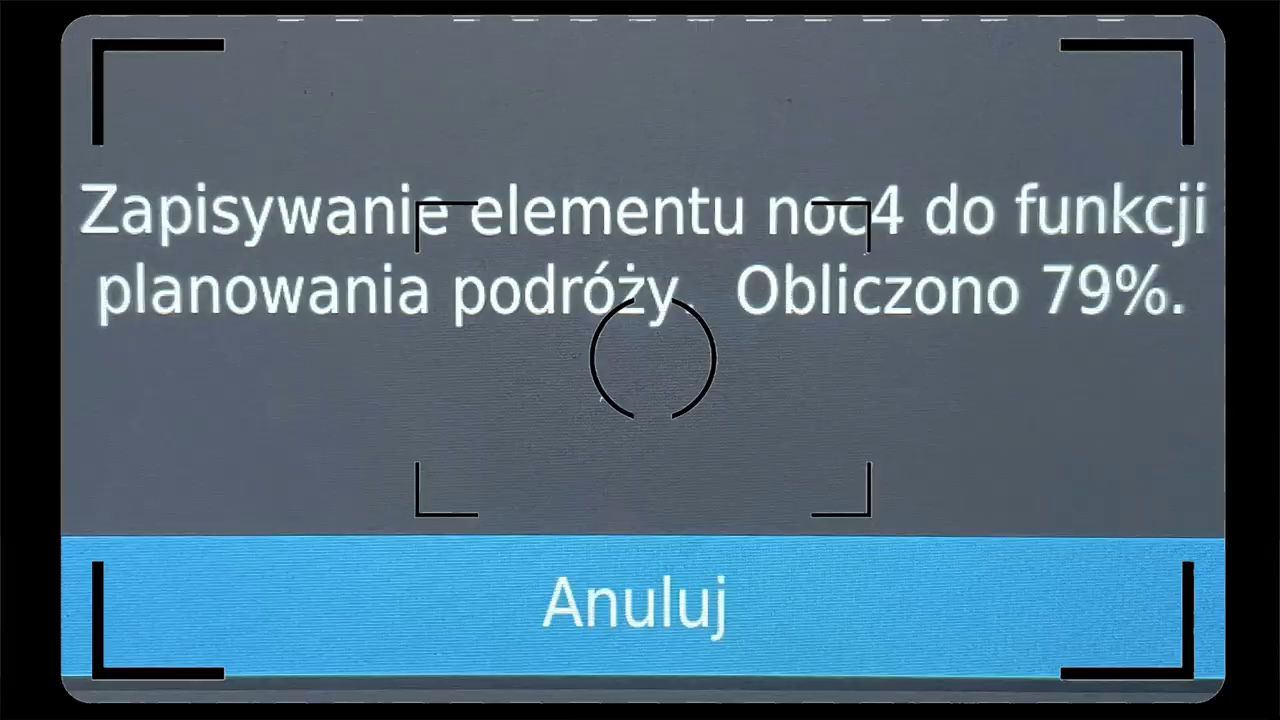 Zapisywanie elementu noc4 do funkcji
planowania podróży. Obliczono 79%.
Anuluj